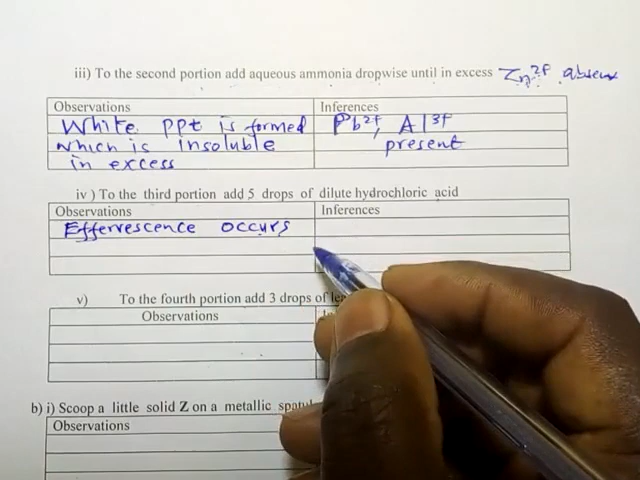 iii) To the second portion add aqueous ammonia dropwise until in excess Zn2+ absent
Observations Inferences
White ppt is formed Pb2+, Al3+
which is insoluble present
in excess
iv ) To the third portion add 5 drops of dilute hydrochloric acid
Observations Inferences
Effervescence occurs
v) To the fourth portion add 3 drops of
Observations
b) i) Scoop a little solid Z on a metallic
Observations